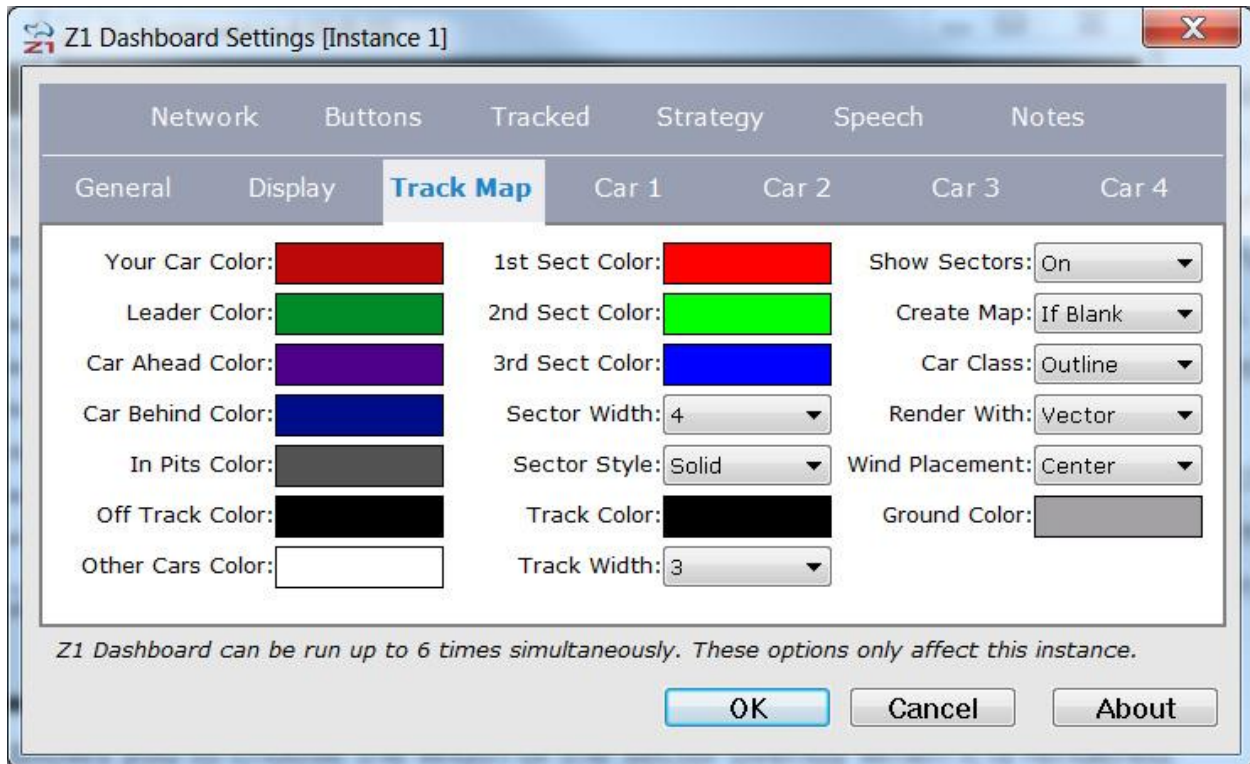 Z1 Z1 Dashboard Settings [Instance 1] X
Network Buttons Tracked Strategy Speech Notes
General Display Track Map Car 1 Car 2 Car 3 Car 4
Your Car Color: 1st Sect Color: Show Sectors: On
Leader Color: 2nd Sect Color: Create Map: If Blank
Car Ahead Color: 3rd Sect Color: Car Class: Outline
Car Behind Color: Sector Width: 4 Render With: Vector
In Pits Color: Sector Style: Solid Wind Placement: Center
Off Track Color: Track Color: Ground Color:
Other Cars Color: Track Width: 3
Z1 Dashboard can be run up to 6 times simultaneously. These options only affect this instance.
OK Cancel About